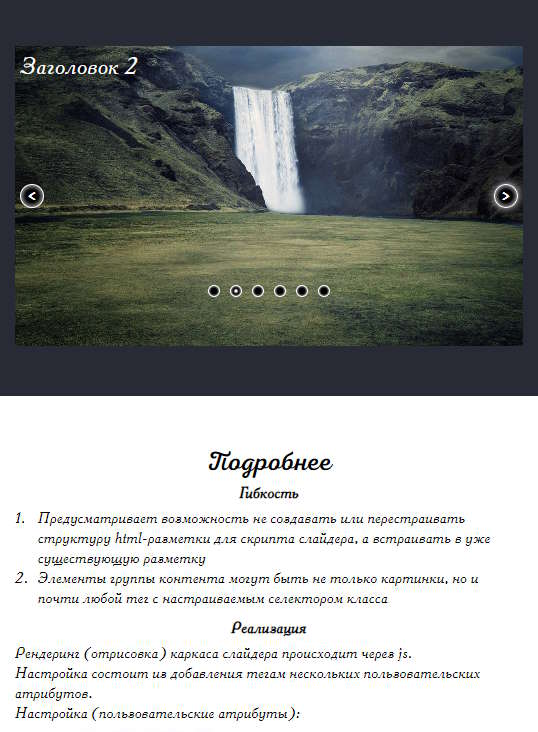 Заголовок 2
Подробнее
Гибкость
1. Предусматривает возможность не создавать или перестраивать
структуру html-разметки для скрипта слайдера, а встраивать в уже
существующую разметку
2. Элементы группы контента могут быть не только картинки, но и
почти любой тег с настраиваемым селектором класса
Реализация
Рендеринг (отрисовка) каркаса слайдера происходит через js.
Настройка состоит из добавления тегам нескольких пользовательских
атрибутов.
Настройка (пользовательские атрибуты):